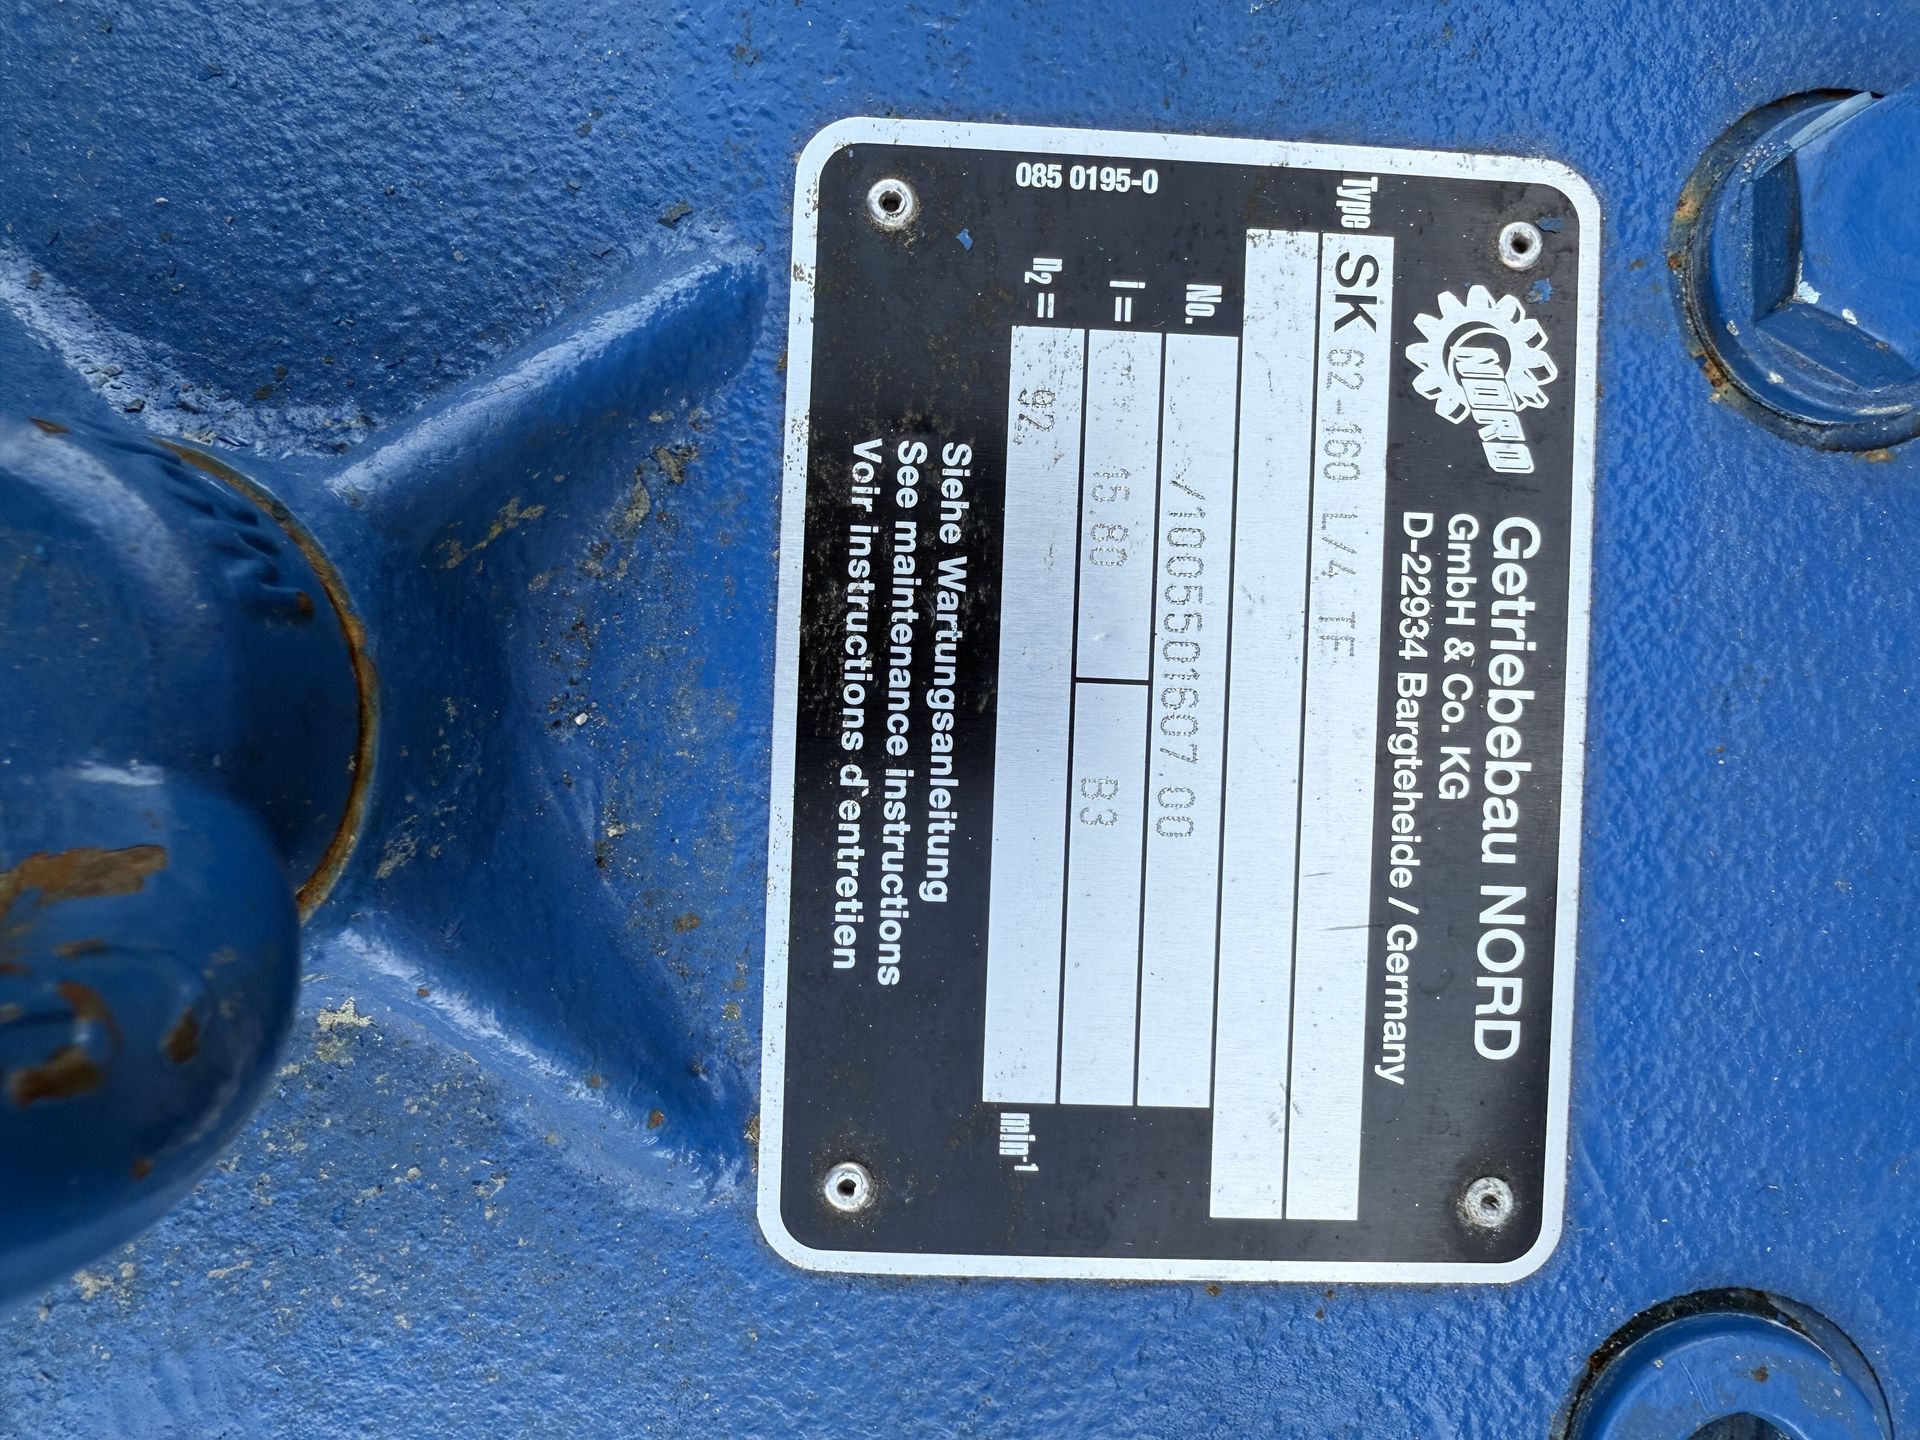 NORD
Getriebebau NORD
GmbH & Co. KG
D-22934 Bargteheide / Germany
Type SK 62-160 L/4 TF
No. /1005501607.00
i = 15.80 B3
n2 = 92. min-1
Siehe Wartungsanleitung
See maintenance instructions
Voir instructions d'entretien
085 0195-0